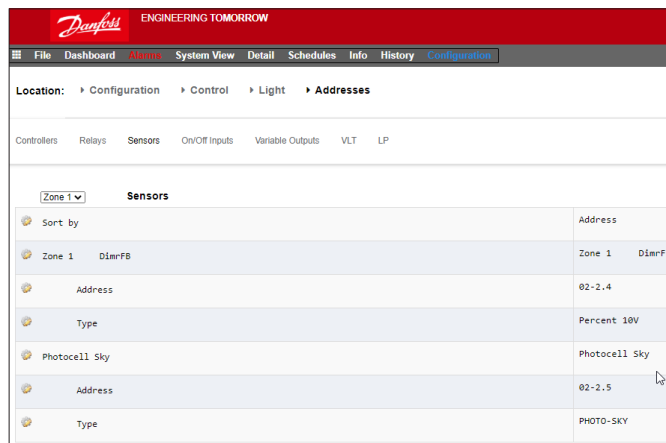 Danfoss ENGINEERING TOMORROW
File Dashboard Alarms System View Detail Schedules Info History Configuration
Location: Configuration Control Light Addresses
Controllers Relays Sensors On/Off Inputs Variable Outputs VLT LP
Zone 1 Sensors
Sort by Address
Zone 1 DimrFB Zone 1 DimrF
Address 02-2.4
Type Percent 10V
Photocell Sky Photocell Sky
Address 02-2.5
Type PHOTO-SKY